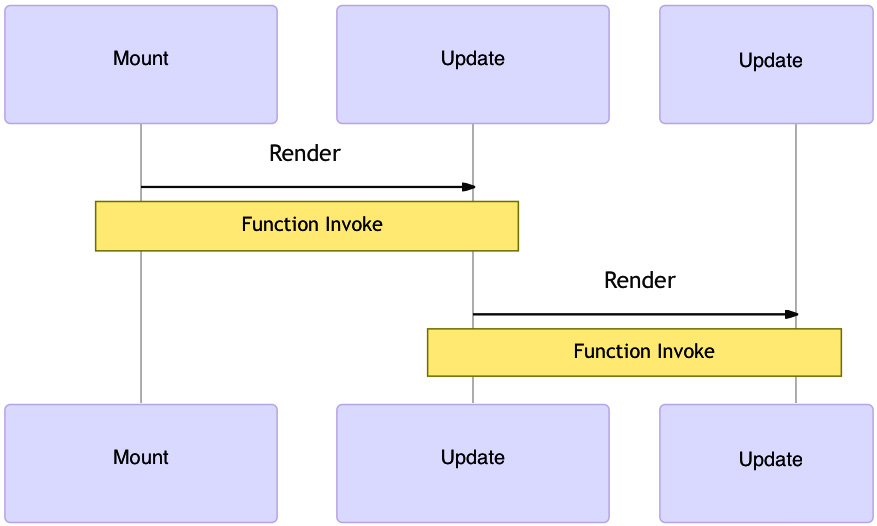 Mount
Update
Update
Render
Function Invoke
Render
Function Invoke
Mount
Update
Update